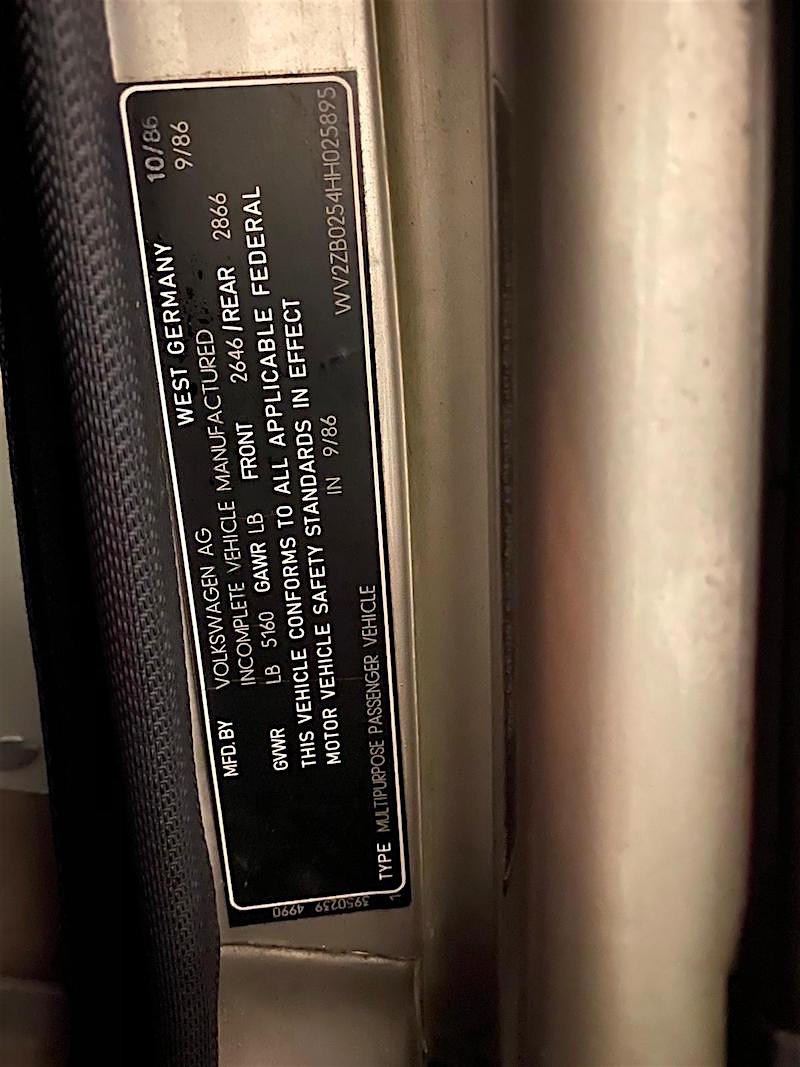 MFD. BY VOLKSWAGEN AG WEST GERMANY 10/86
INCOMPLETE VEHICLE MANUFACTURED 9/86
GVWR LB 5160 GAWR LB FRONT 2646 /REAR 2866
THIS VEHICLE CONFORMS TO ALL APPLICABLE FEDERAL
MOTOR VEHICLE SAFETY STANDARDS IN EFFECT
IN 9/86
WV2ZB0254HH025895
TYPE MULTIPURPOSE PASSENGER VEHICLE
1
3950239 4990